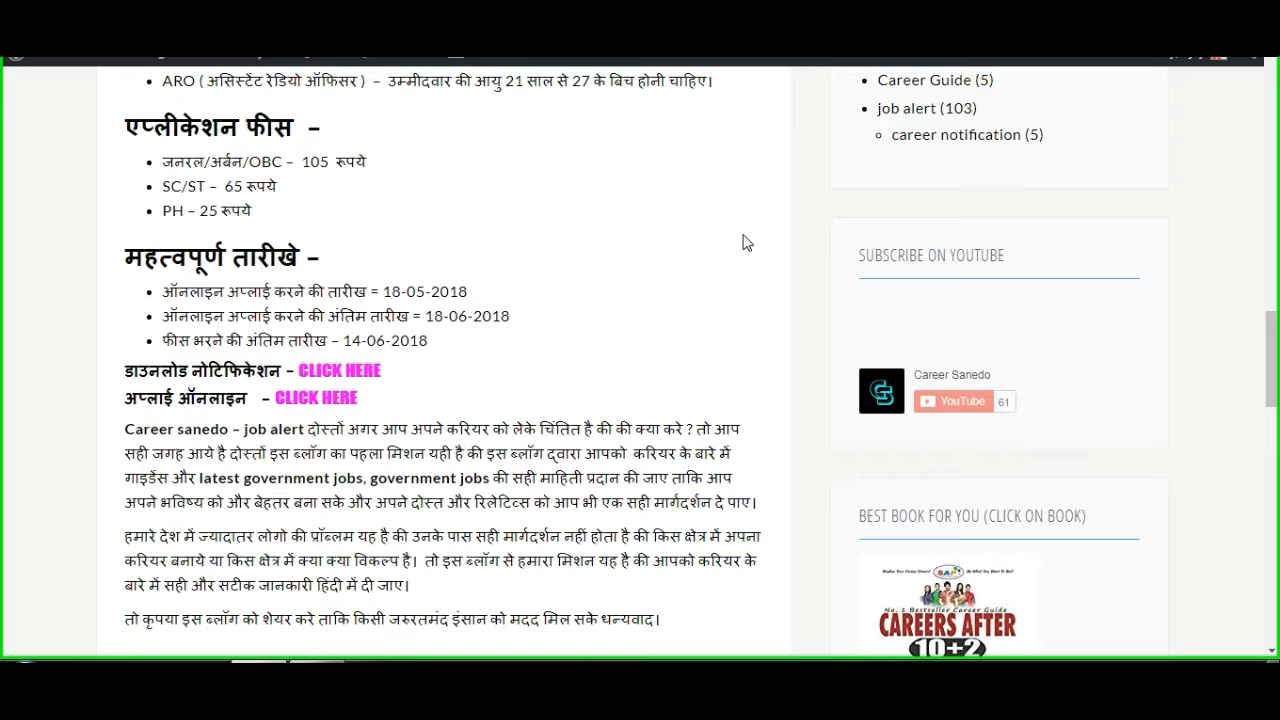 ARO ( असिस्टेंट रेडियो ऑफिसर ) – उम्मीदवार की आयु 21 साल से 27 के बिच होनी चाहिए।
एप्लीकेशन फीस –
जनरल/अर्बन/OBC – 105 रूपये
SC/ST – 65 रूपये
PH – 25 रूपये
महत्वपूर्ण तारीखे –
ऑनलाइन अप्लाई करने की तारीख = 18-05-2018
ऑनलाइन अप्लाई करने की अंतिम तारीख = 18-06-2018
फीस भरने की अंतिम तारीख – 14-06-2018
डाउनलोड नोटिफिकेशन – CLICK HERE
अप्लाई ऑनलाइन – CLICK HERE
Career sanedo – job alert दोस्तों अगर आप अपने करियर को लेके चिंतित है की की क्या करे ? तो आप
सही जगह आये है दोस्तों इस ब्लॉग का पहला मिशन यही है की इस ब्लॉग द्वारा आपको करियर के बारे में
गाइडेंस और latest government jobs, government jobs की सही माहिती प्रदान की जाए ताकि आप
अपने भविष्य को और बेहतर बना सके और अपने दोस्त और रिलेटिव्स को आप भी एक सही मार्गदर्शन दे पाए।
हमारे देश में ज्यादातर लोगो की प्रॉब्लम यह है की उनके पास सही मार्गदर्शन नहीं होता है की किस क्षेत्र में अपना
करियर बनाये या किस क्षेत्र में क्या क्या विकल्प है। तो इस ब्लॉग से हमारा मिशन यह है की आपको करियर के
बारे में सही और सटीक जानकारी हिंदी में दी जाए।
तो कृपया इस ब्लॉग को शेयर करे ताकि किसी जरुरतमंद इंसान को मदद मिल सके धन्यवाद।
Career Guide (5)
job alert (103)
career notification (5)
SUBSCRIBE ON YOUTUBE
Career Sanedo
YouTube 61
BEST BOOK FOR YOU (CLICK ON BOOK)
SAP
No. 1 Bestseller Career Guide
CAREERS AFTER
10+2